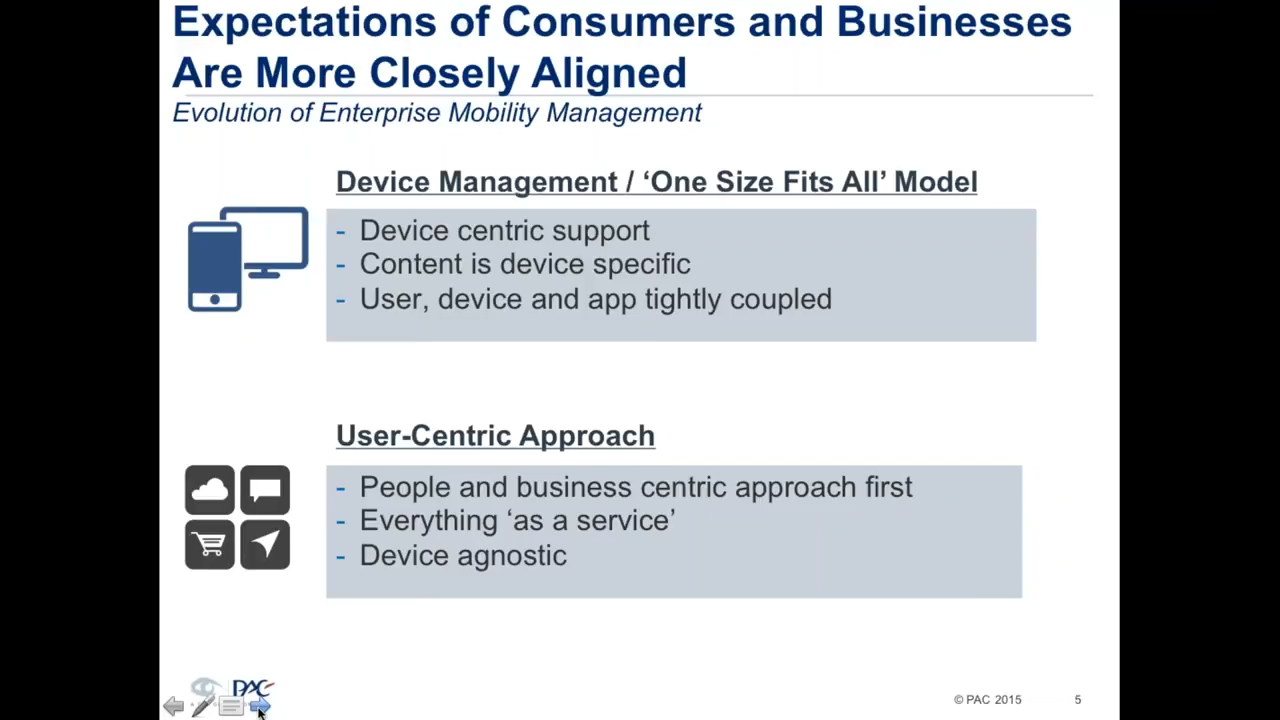 Expectations of Consumers and Businesses
Are More Closely Aligned
Evolution of Enterprise Mobility Management
Device Management / ‘One Size Fits All’ Model
- Device centric support
- Content is device specific
- User, device and app tightly coupled
User-Centric Approach
- People and business centric approach first
- Everything ‘as a service’
- Device agnostic
PAC
© PAC 2015
5